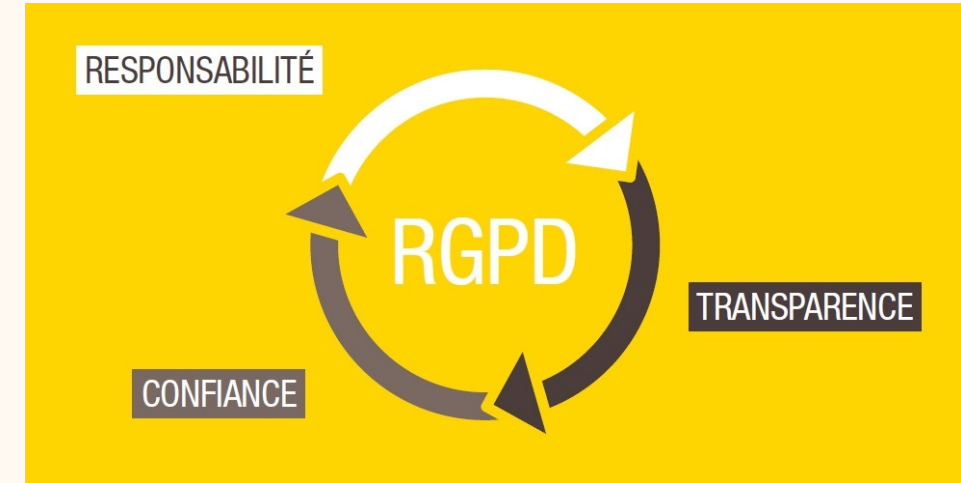 RESPONSABILITÉ
RGPD
TRANSPARENCE
CONFIANCE